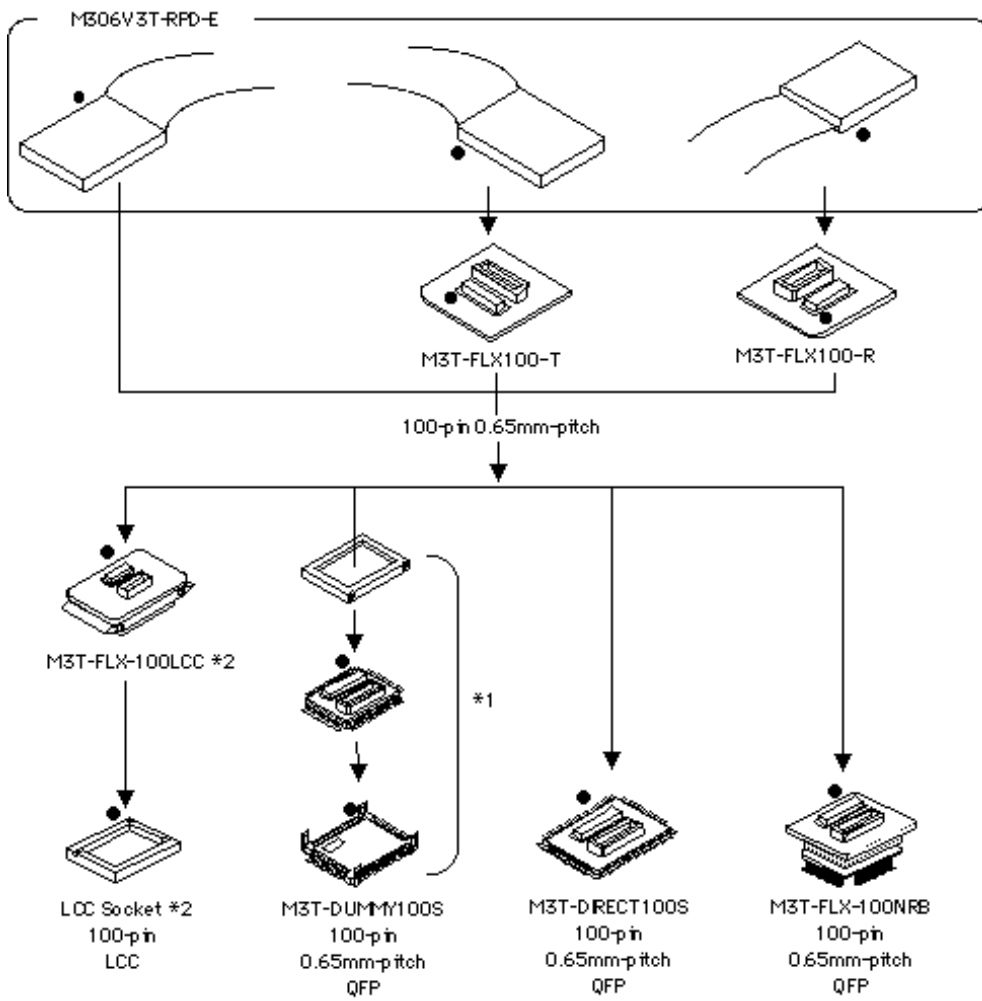 M306V3T-RPD-E
M3T-FLX100-T
M3T-FLX100-R
100-pin 0.65mm-pitch
M3T-FLX-100LCC *2
*1
LCC Socket *2
100-pin
LCC
M3T-DUMMY100S
100-pin
0.65mm-pitch
QFP
M3T-DIRECT100S
100-pin
0.65mm-pitch
QFP
M3T-FLX-100NRB
100-pin
0.65mm-pitch
QFP